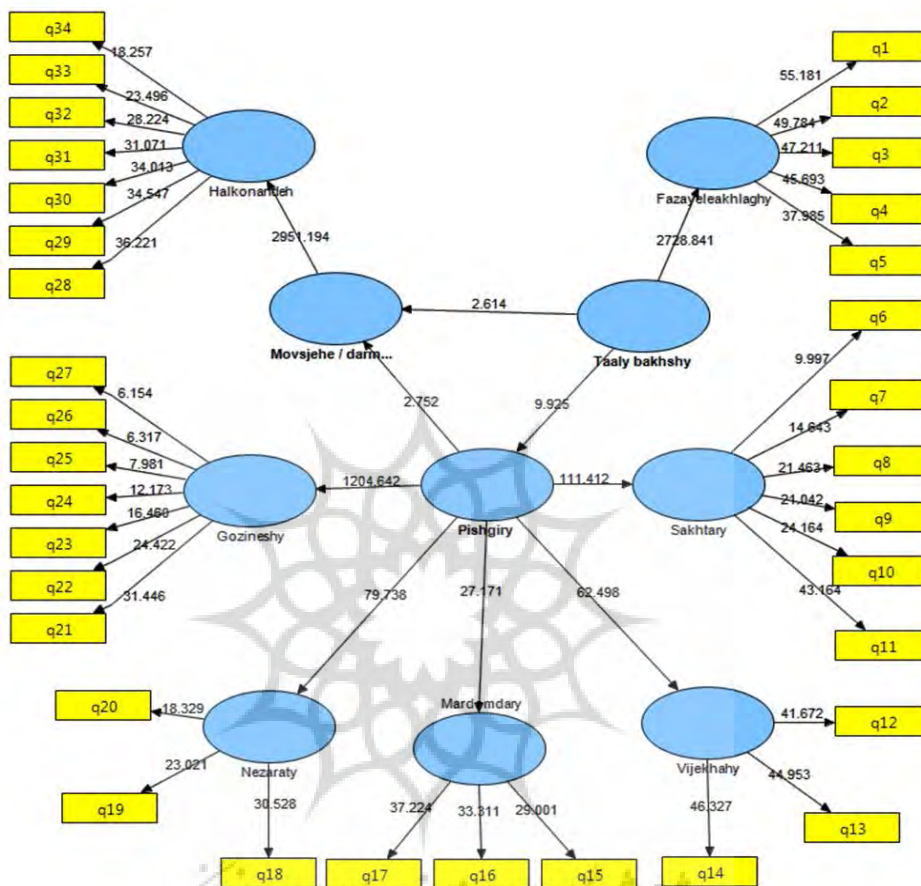 q34
18.257
q33
23.496
q32
28.224
q31
31.071
q30
34.013
q29
34.547
q28
36.221
Halkonandeh
q1
55.181
q2
49.784
q3
47.211
q4
45.693
q5
37.985
Fazayeleakhlaghy
2951.194
2728.841
Movsjehe / darm...
2.614
Taaly bakhshy
2.752
9.925
q6
9.997
q7
14.643
q8
21.463
q9
21.042
q10
24.164
q11
43.164
Sakhtary
q27
6.154
q26
6.317
q25
7.981
q24
12.173
q23
16.460
q22
24.422
q21
31.446
Gozineshy
1204.642
Pishgiry
111.412
79.738
27.171
62.498
q20
18.329
q19
23.021
Nezaraty
30.528
q18
Mardomdary
37.224
33.311
29.001
q17
q16
q15
Vijekhahy
41.672
q12
44.953
q13
46.327
q14